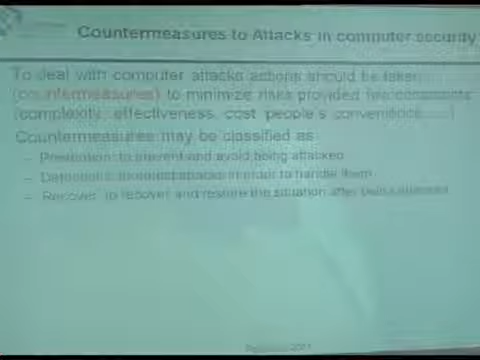 Countermeasures to Attacks in computer security
To deal with computer attacks actions should be taken
(countermeasures) to minimize risks provided the constraints
(complexity, effectiveness, cost people's convenience, ...)
Countermeasures may be classified as
– Prevention: to prevent and avoid being attacked
– Detection: to detect attacks in order to handle them
– Recover: to recover and restore the situation after being attacked